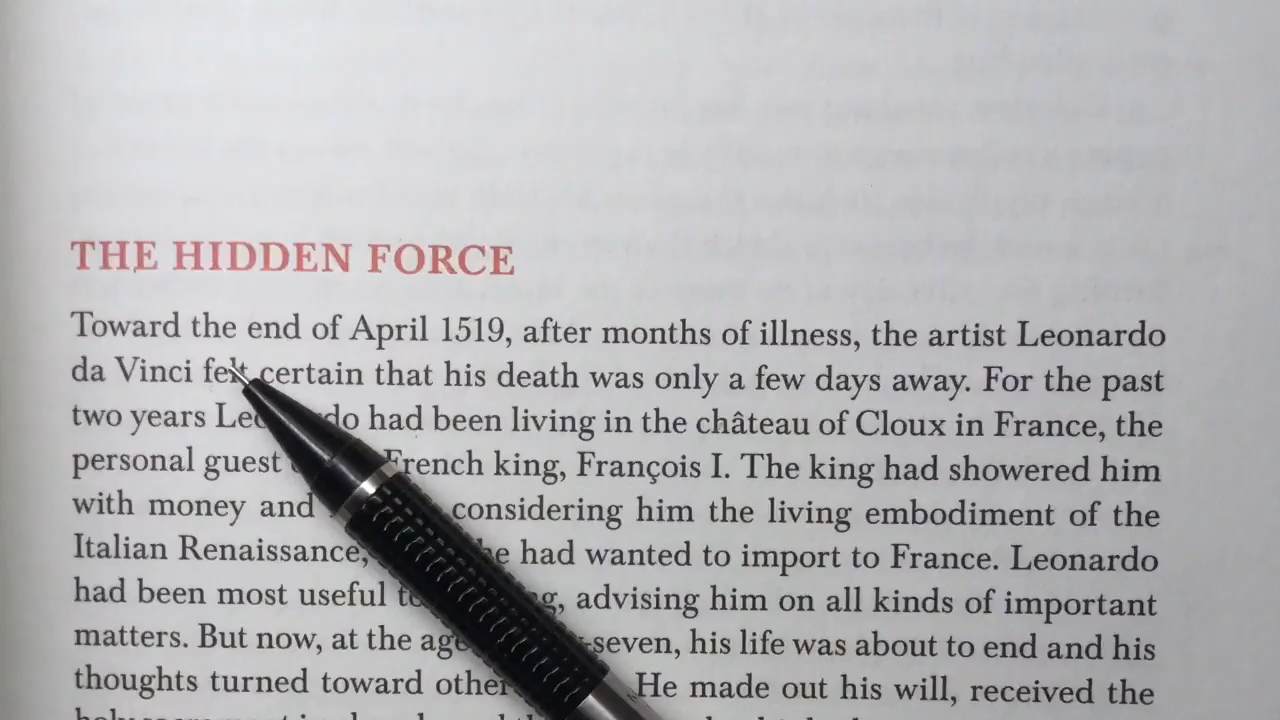 THE HIDDEN FORCE
Toward the end of April 1519, after months of illness, the artist Leonardo
da Vinci felt certain that his death was only a few days away. For the past
two years had been living in the château of Cloux in France, the
personal guest French king, François I. The king had showered him
with money and considering him the living embodiment of the
Italian Renaissance, he had wanted to import to France. Leonardo
had been most useful advising him on all kinds of important
matters. But now, at the age seven, his life was about to end and his
thoughts turned toward other He made out his will, received the